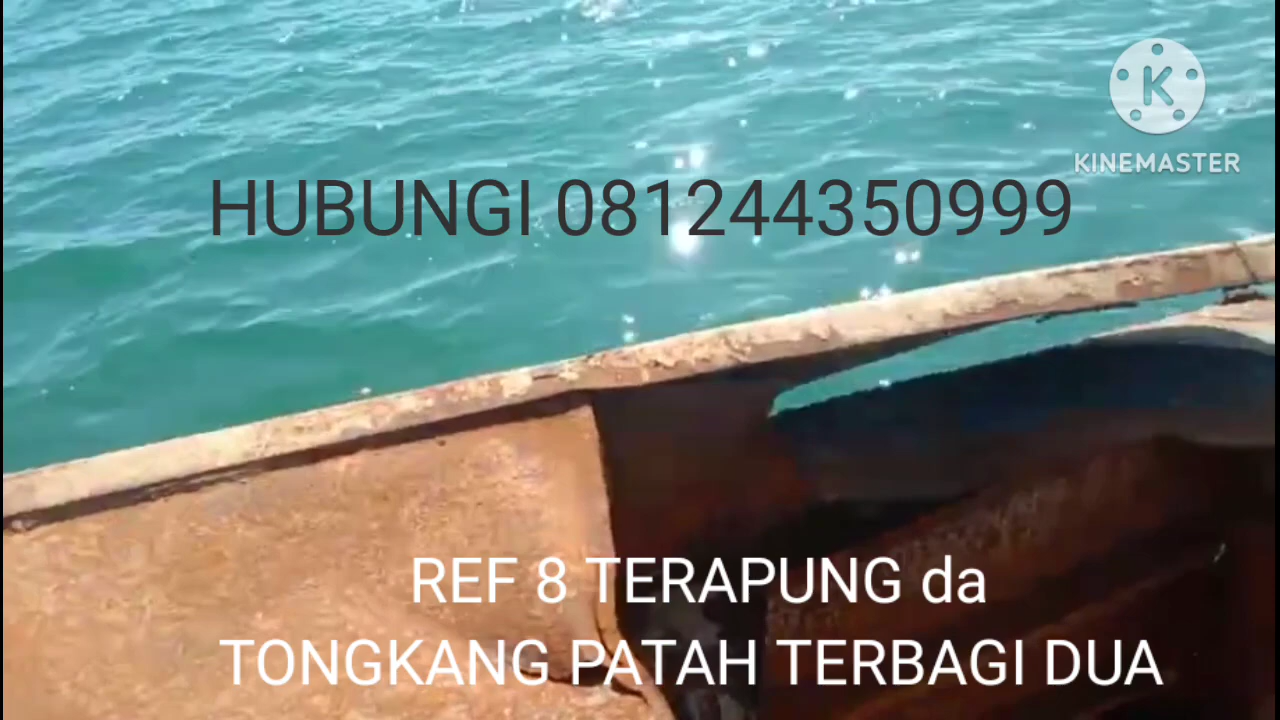 KINEMASTER
HUBUNGI 081244350999
REF 8 TERAPUNG da
TONGKANG PATAH TERBAGI DUA